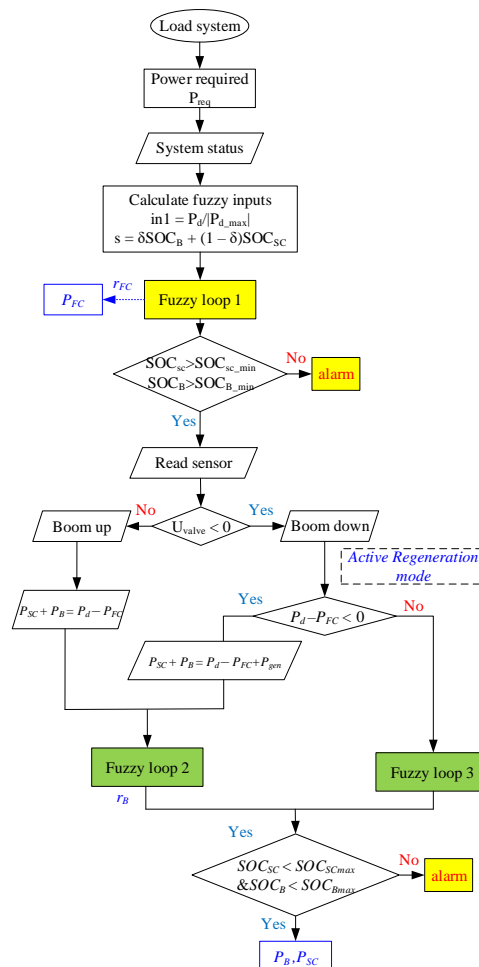 Load system
Power required
P_req
System status
Calculate fuzzy inputs
in1 = P_d/|P_d_max|
s = δSOC_B + (1 − δ)SOC_SC
P_FC
r_FC
Fuzzy loop 1
SOC_sc>SOC_sc_min
SOC_B>SOC_B_min
No
alarm
Yes
Read sensor
No
Yes
Boom up
U_valve < 0
Boom down
Active Regeneration
mode
P_SC + P_B = P_d − P_FC
Yes
P_d − P_FC < 0
No
P_SC + P_B = P_d − P_FC+P_gen
Fuzzy loop 2
Fuzzy loop 3
r_B
Yes
SOC_SC < SOC_SCmax
&SOC_B < SOC_Bmax
No
alarm
Yes
P_B, P_SC